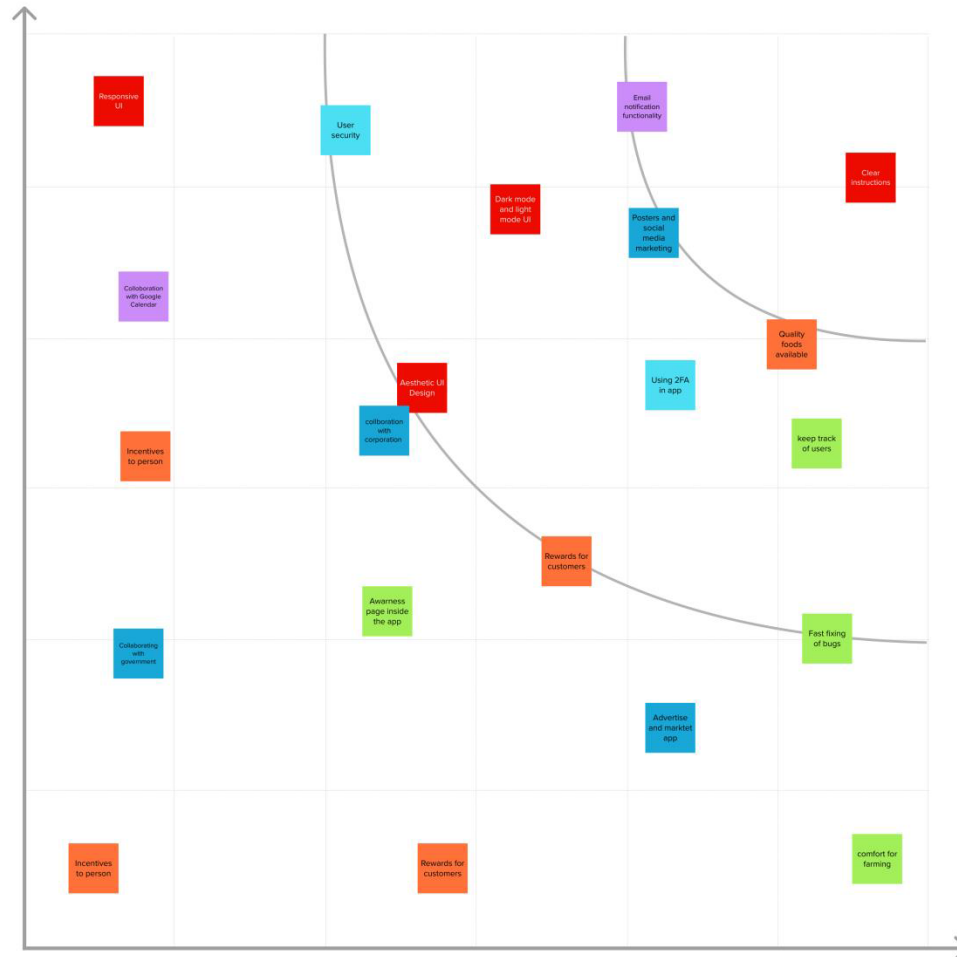 Responsive
UI
User
security
Email
notification
functionality
Clear
Instructions
Dark mode
and light
mode UI
Posters and
social
media
marketing
Collaboration
with Google
Calendar
Quality
foods
available
Aesthetic UI
Design
Using 2FA
in app
collboration
with
corporation
keep track
of users
Incentives
to person
Rewards for
customers
Awarness
page inside
the app
Fast fixing
of bugs
Collaborating
with
government
Advertise
and marktet
app
Incentives
to person
Rewards for
customers
comfort for
farming